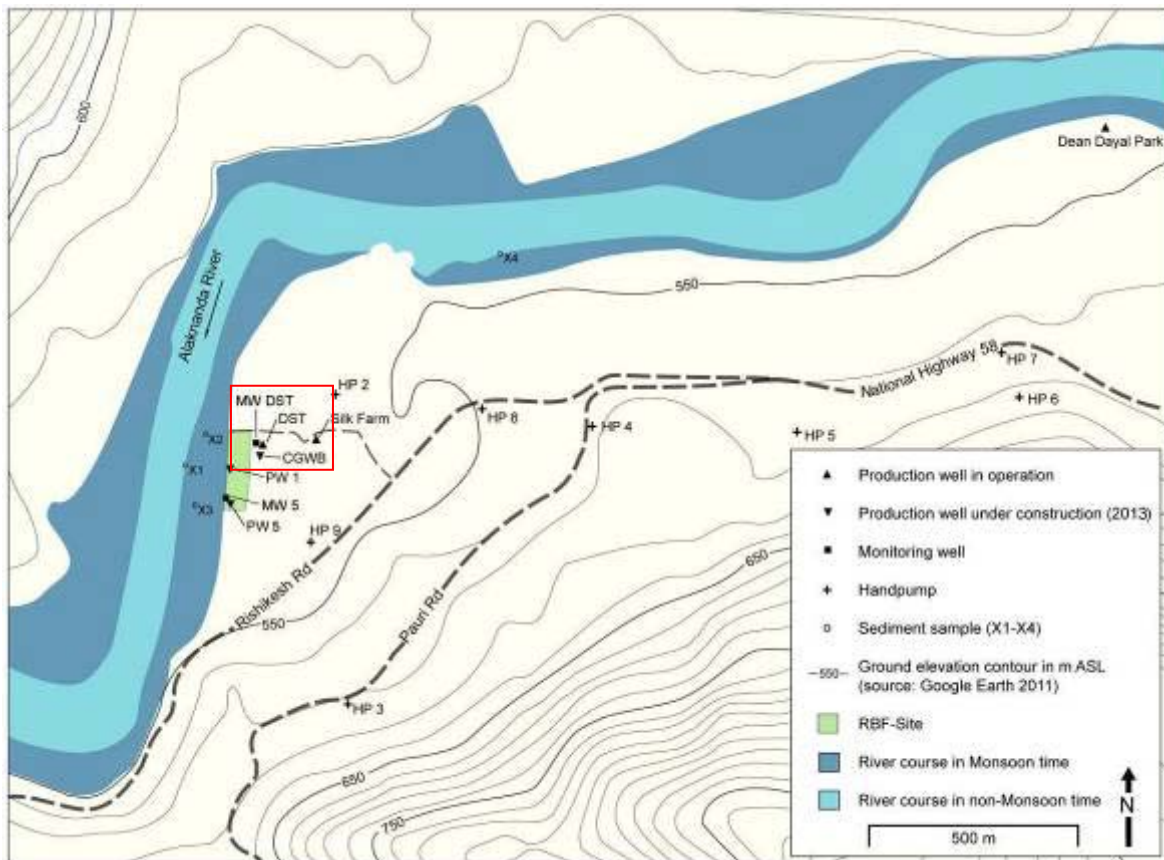 600
Dean Dayal Park
X4
Alaknanda River
550
National Highway 58
HP 7
HP 2
HP 6
MW DST
DST
Silk Farm
HP 8
HP 4
HP 5
X2
CGWB
X1
PW 1
MW 5
X3
PW 5
HP 9
Rishikesh Rd
550
Pauri Rd
650
HP 3
650
750
Production well in operation
Production well under construction (2013)
Monitoring well
Handpump
Sediment sample (X1-X4)
550 Ground elevation contour in m ASL
(source: Google Earth 2011)
RBF-Site
River course in Monsoon time
River course in non-Monsoon time
N
500 m